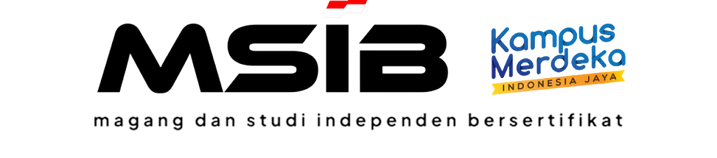 MSIB
Kampus
Merdeka
INDONESIA JAYA
magang dan studi independen bersertifikat